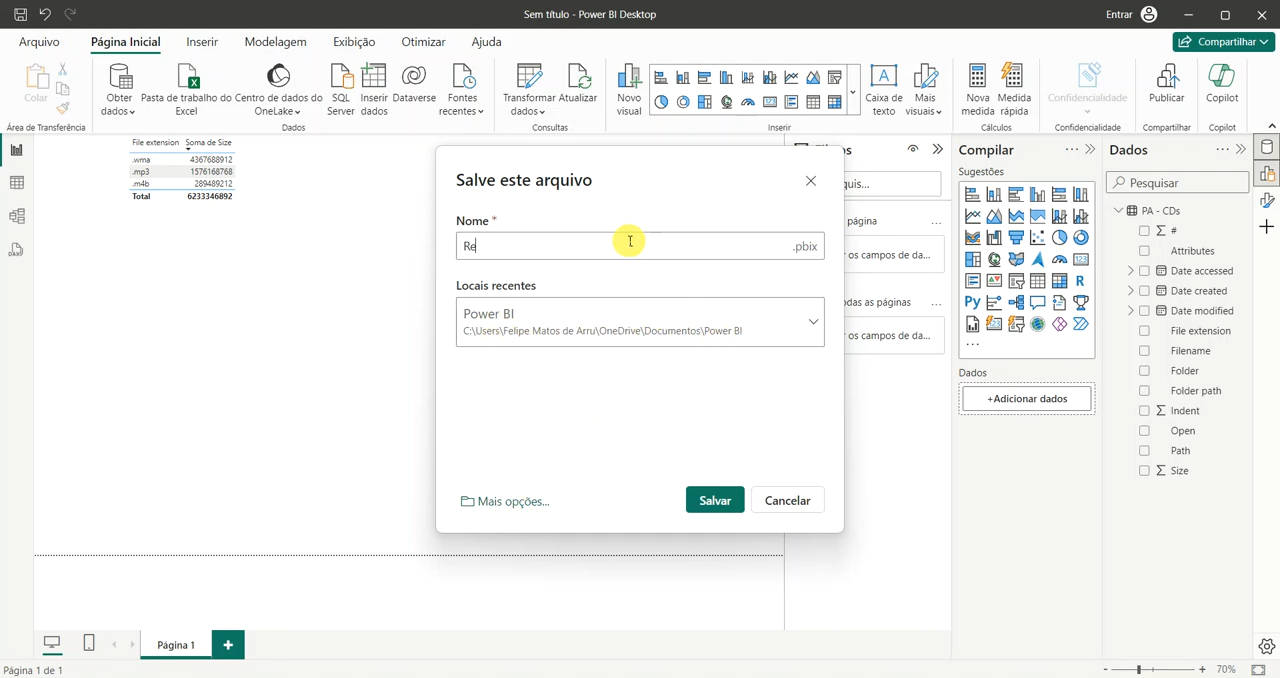 Sem título - Power BI Desktop
Entrar
Arquivo
Página Inicial
Inserir
Modelagem
Exibição
Otimizar
Ajuda
Compartilhar
Colar
Obter dados
Pasta de trabalho do Excel
Centro de dados do OneLake
SQL Server
Inserir dados
Dataverse
Fontes recentes
Transformar dados
Atualizar
Novo visual
Caixa de texto
Mais visuais
Nova medida
Medida rápida
Confidencialidade
Publicar
Copilot
Área de Transferência
Dados
Consultas
Inserir
Cálculos
Confidencialidade
Compartilhar
Copilot
File extension Soma de Size
.wma 4367688912
.mp3 1576168768
.m4b 289489212
Total 6233346892
Salve este arquivo
Nome *
Re
.pbix
Locais recentes
Power BI
C:\Users\Felipe Matos de Arru\OneDrive\Documentos\Power BI
Mais opções...
Salvar
Cancelar
quis...
página
...
r os campos de da...
odas as páginas
...
r os campos de da...
Compilar
...
Sugestões
R
Py
...
Dados
+Adicionar dados
Dados
...
Pesquisar
PA - CDs
#
Attributes
Date accessed
Date created
Date modified
File extension
Filename
Folder
Folder path
Indent
Open
Path
Size
Página 1
+
Página 1 de 1
- + 70%